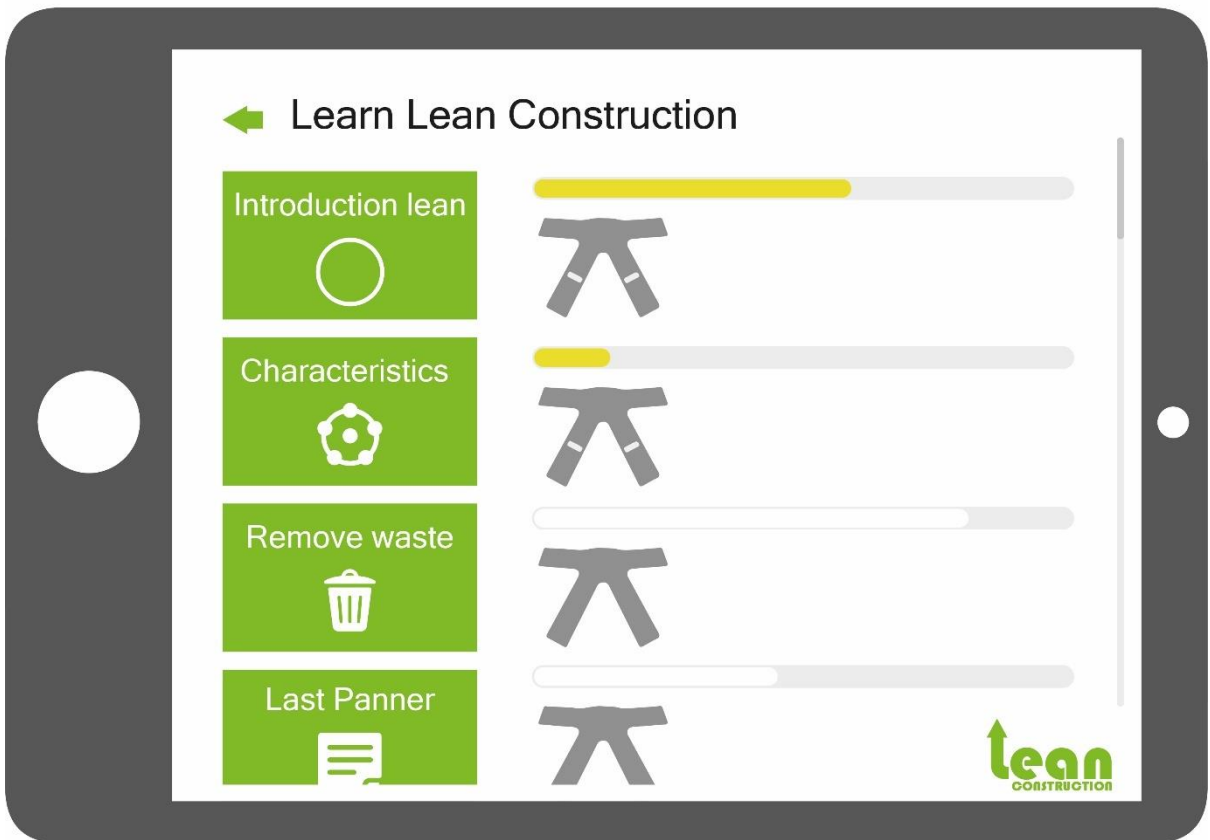 Learn Lean Construction
Introduction lean
Characteristics
Remove waste
Last Panner
lean
CONSTRUCTION